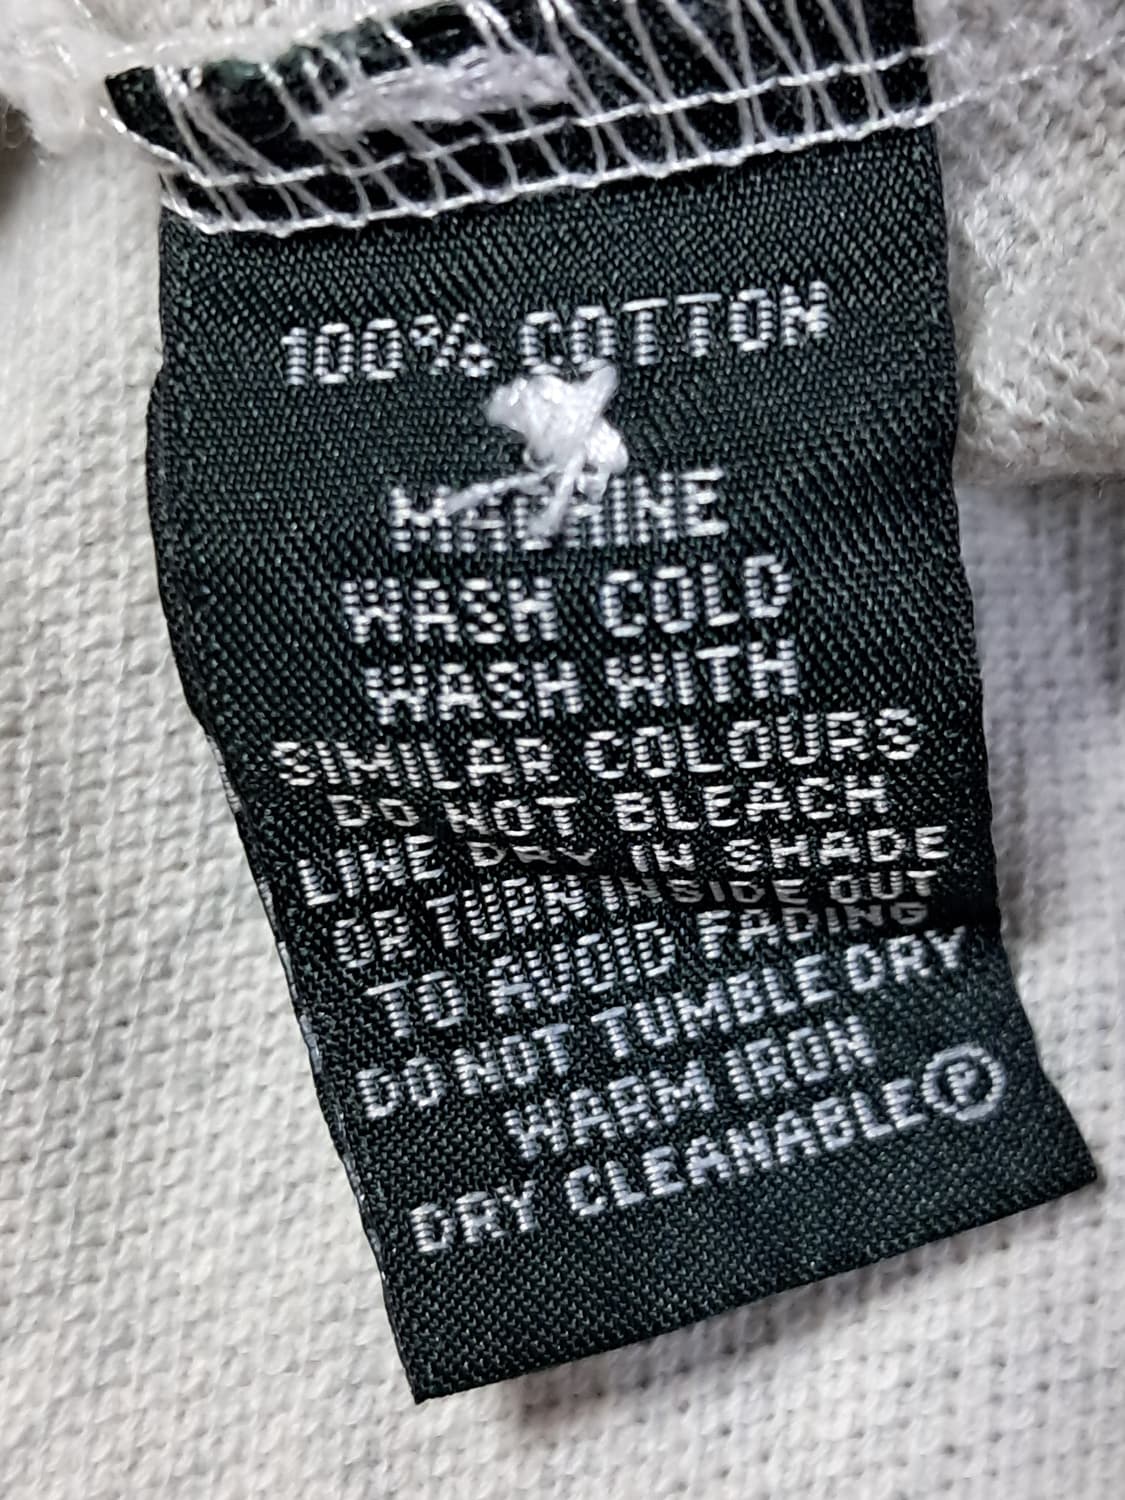 100% COTTON
MACHINE
WASH COLD
WASH WITH
SIMILAR COLOURS
DO NOT BLEACH
LINE DRY IN SHADE
OR TURN INSIDE OUT
TO AVOID FADING
DO NOT TUMBLE DRY
WARM IRON
DRY CLEANABLE Ⓟ